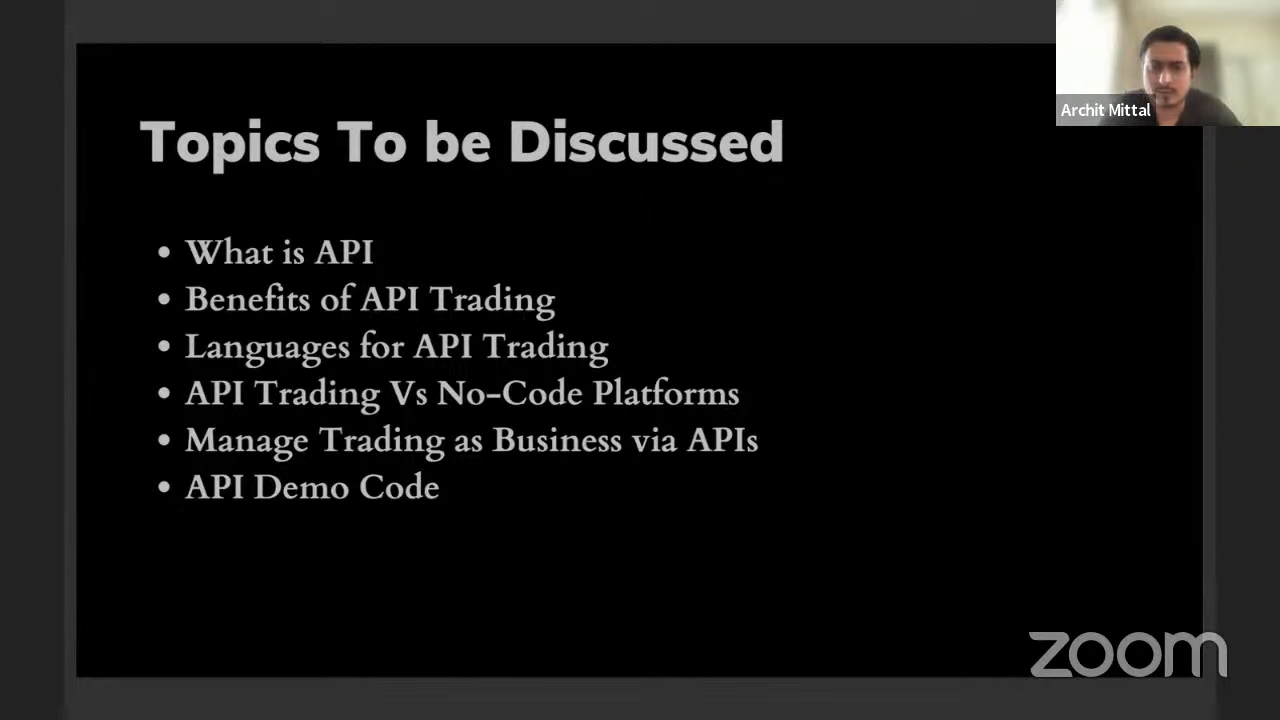 Archit Mittal
Topics To be Discussed
• What is API
• Benefits of API Trading
• Languages for API Trading
• API Trading Vs No-Code Platforms
• Manage Trading as Business via APIs
• API Demo Code
zoom